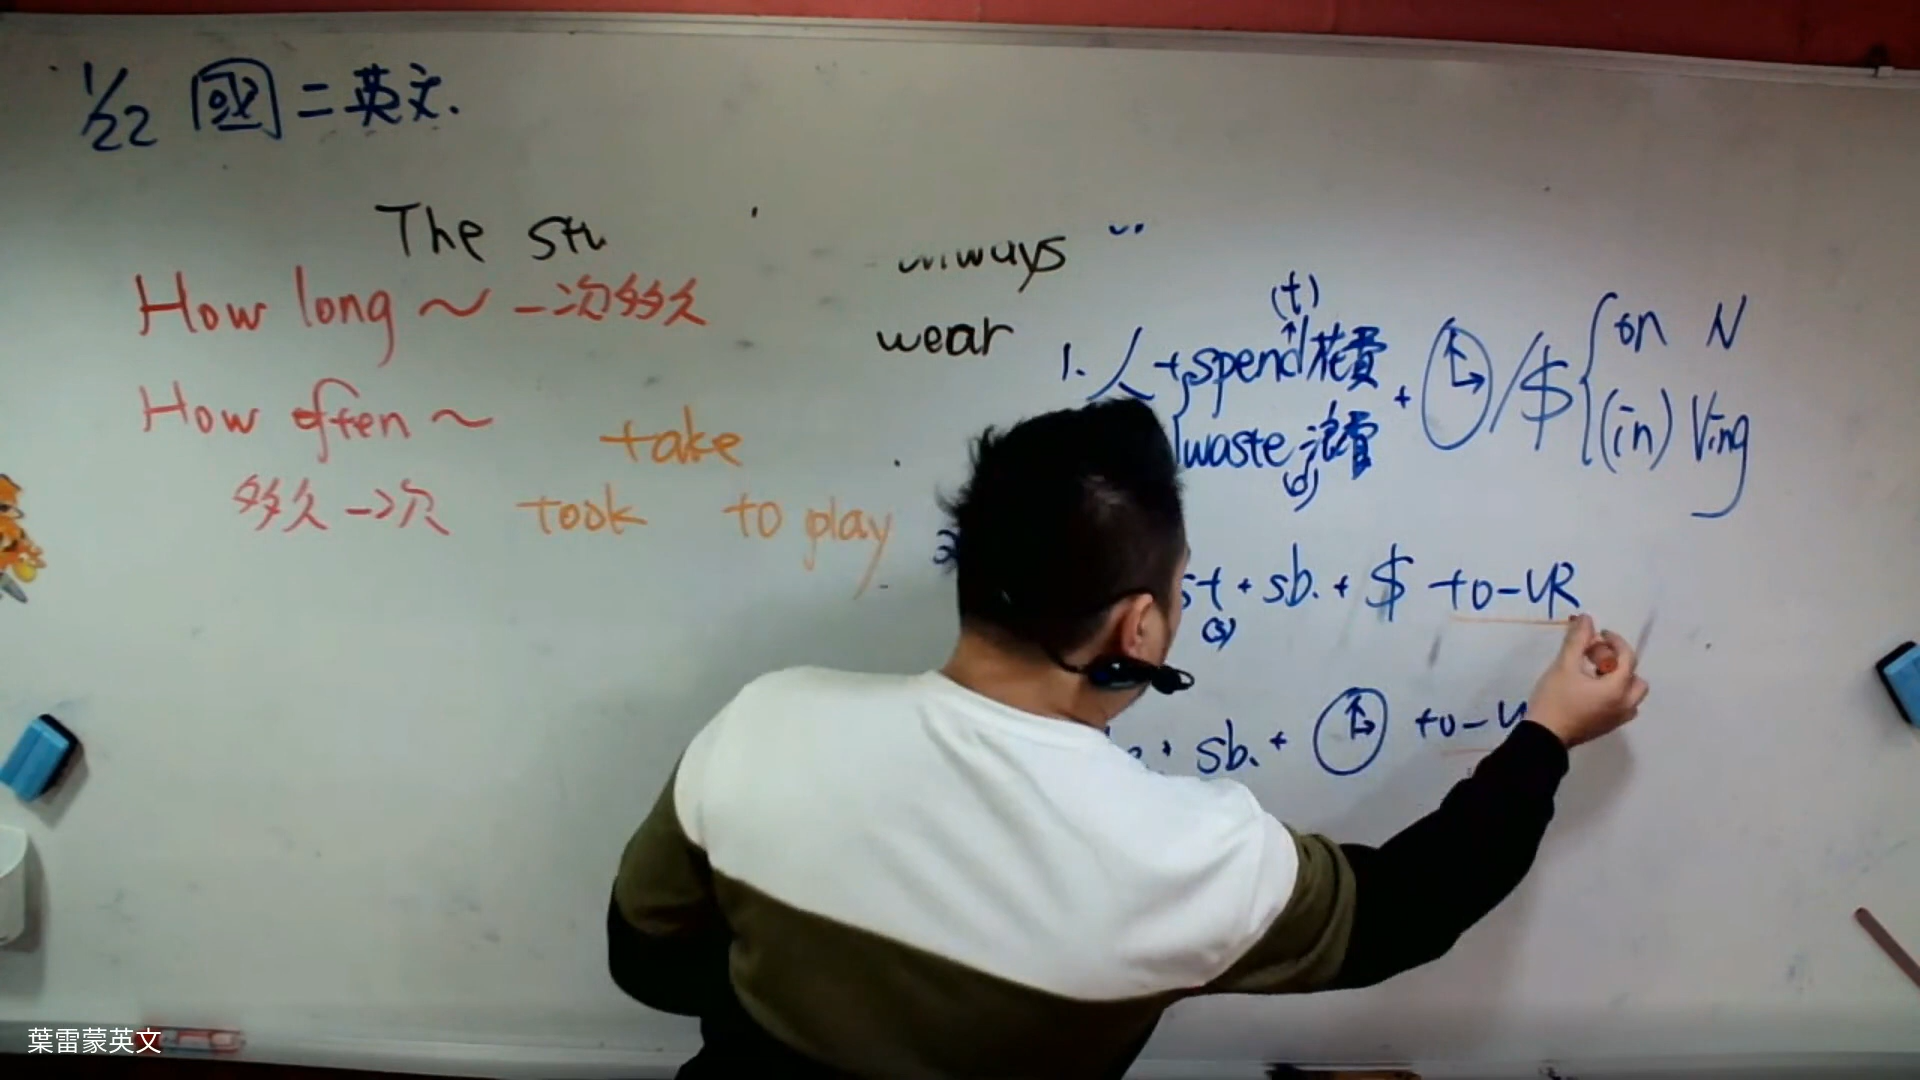 1/22 國二英文.
The stu
always
How long ~ 一次多久
wear
How often ~
take
多久一次
took to play
(t)
1. 人 + spend 花費 + / $ on N
waste 浪費 (in) Ving
(d)
2.
st + sb. + $ to-VR
(s)
+ sb. + to-V
葉雷蒙英文